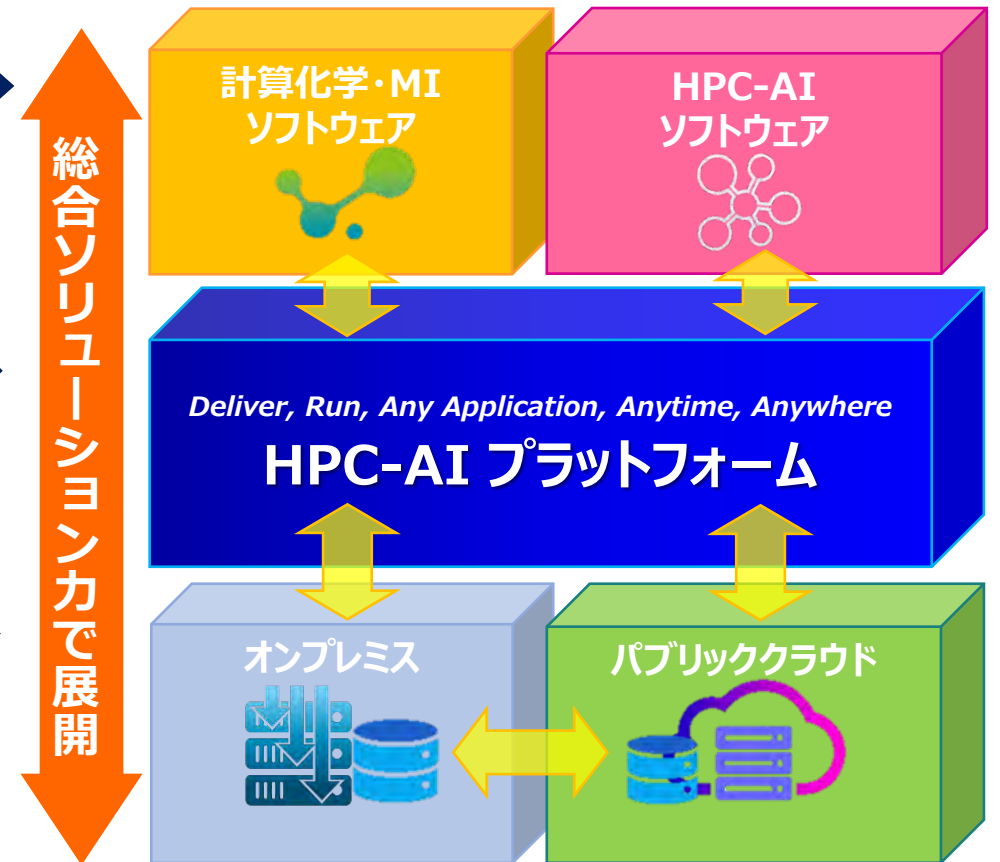 総合ソリューション力で展開
計算化学・MI
ソフトウェア
HPC-AI
ソフトウェア
Deliver, Run, Any Application, Anytime, Anywhere
HPC-AI プラットフォーム
オンプレミス
パブリッククラウド